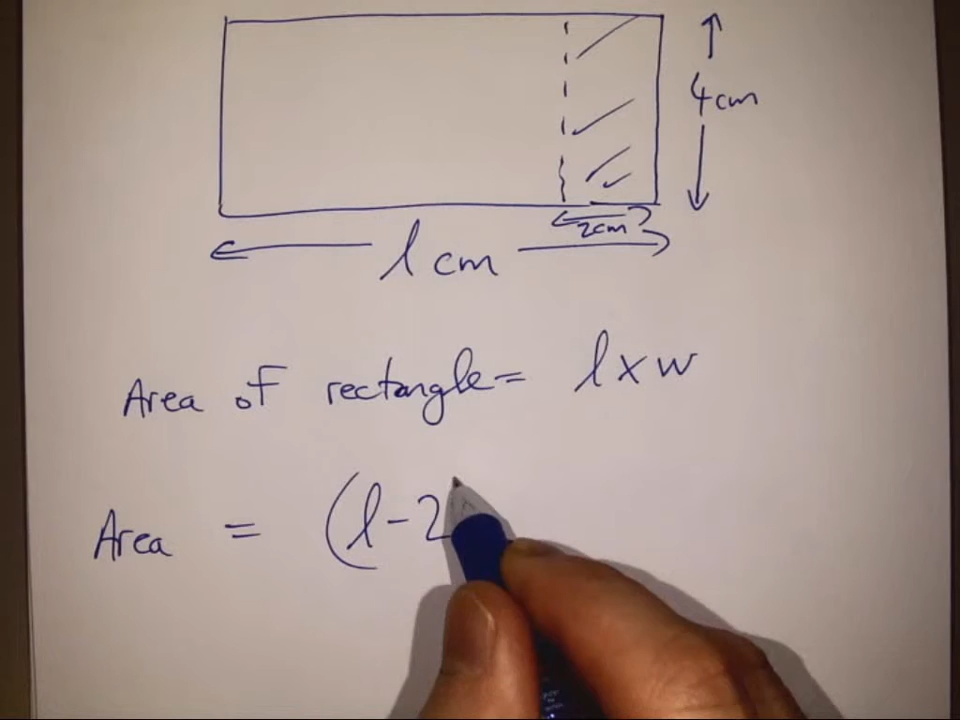 4cm
2cm
l cm
Area of rectangle = l x w
Area = (l - 2